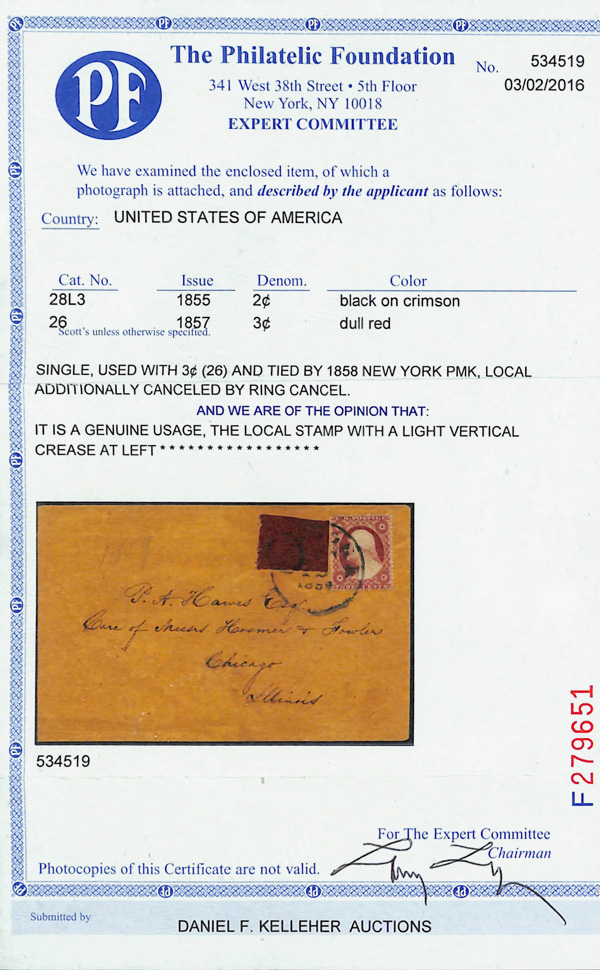 The Philatelic Foundation
No. 534519
03/02/2016
PF
341 West 38th Street • 5th Floor
New York, NY 10018
EXPERT COMMITTEE
We have examined the enclosed item, of which a
photograph is attached, and described by the applicant as follows:
Country: UNITED STATES OF AMERICA
Cat. No. Issue Denom. Color
28L3 1855 2¢ black on crimson
26 1857 3¢ dull red
Scott's unless otherwise specified.
SINGLE, USED WITH 3¢ (26) AND TIED BY 1858 NEW YORK PMK, LOCAL
ADDITIONALLY CANCELED BY RING CANCEL.
AND WE ARE OF THE OPINION THAT:
IT IS A GENUINE USAGE, THE LOCAL STAMP WITH A LIGHT VERTICAL
CREASE AT LEFT * * * * * * * * * * * * * * * * * *
P. A. Hawes Esq
Care of Messrs. Hosmer & Fowler
Chicago
Illinois
534519
F279651
For The Expert Committee
Chairman
Photocopies of this Certificate are not valid.
Submitted by
DANIEL F. KELLEHER AUCTIONS